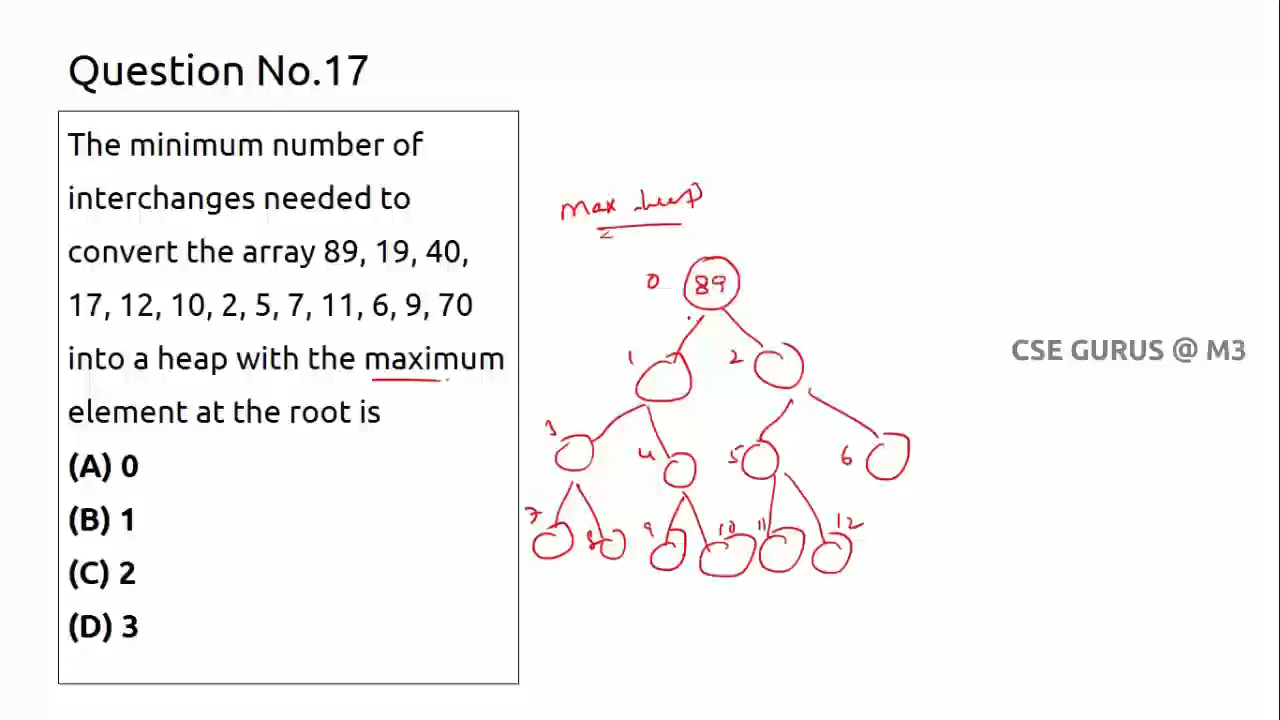 Question No.17
The minimum number of
interchanges needed to
convert the array 89, 19, 40,
17, 12, 10, 2, 5, 7, 11, 6, 9, 70
into a heap with the maximum
element at the root is
(A) 0
(B) 1
(C) 2
(D) 3
max heap
0 89
1 2
3 4 5 6
7 8 9 10 11 12
CSE GURUS @ M3